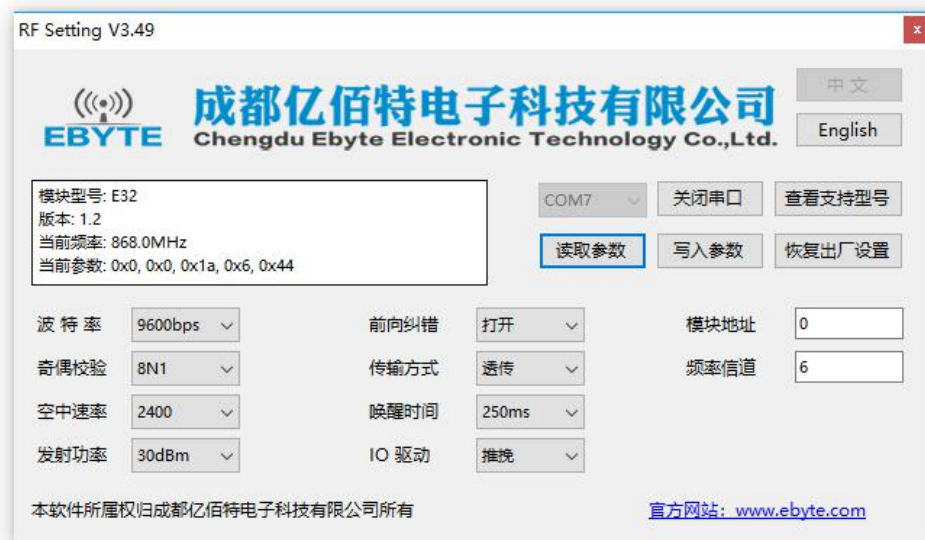 RF Setting V3.49
x
EBYTE
成都亿佰特电子科技有限公司
Chengdu Ebyte Electronic Technology Co.,Ltd.
中 文
English
模块型号: E32
版本: 1.2
当前频率: 868.0MHz
当前参数: 0x0, 0x0, 0x1a, 0x6, 0x44
COM7 关闭串口 查看支持型号
读取参数 写入参数 恢复出厂设置
波 特 率 9600bps 前向纠错 打开 模块地址 0
奇偶校验 8N1 传输方式 透传 频率信道 6
空中速率 2400 唤醒时间 250ms
发射功率 30dBm IO 驱动 推挽
本软件所属权归成都亿佰特电子科技有限公司所有 官方网站：www.ebyte.com